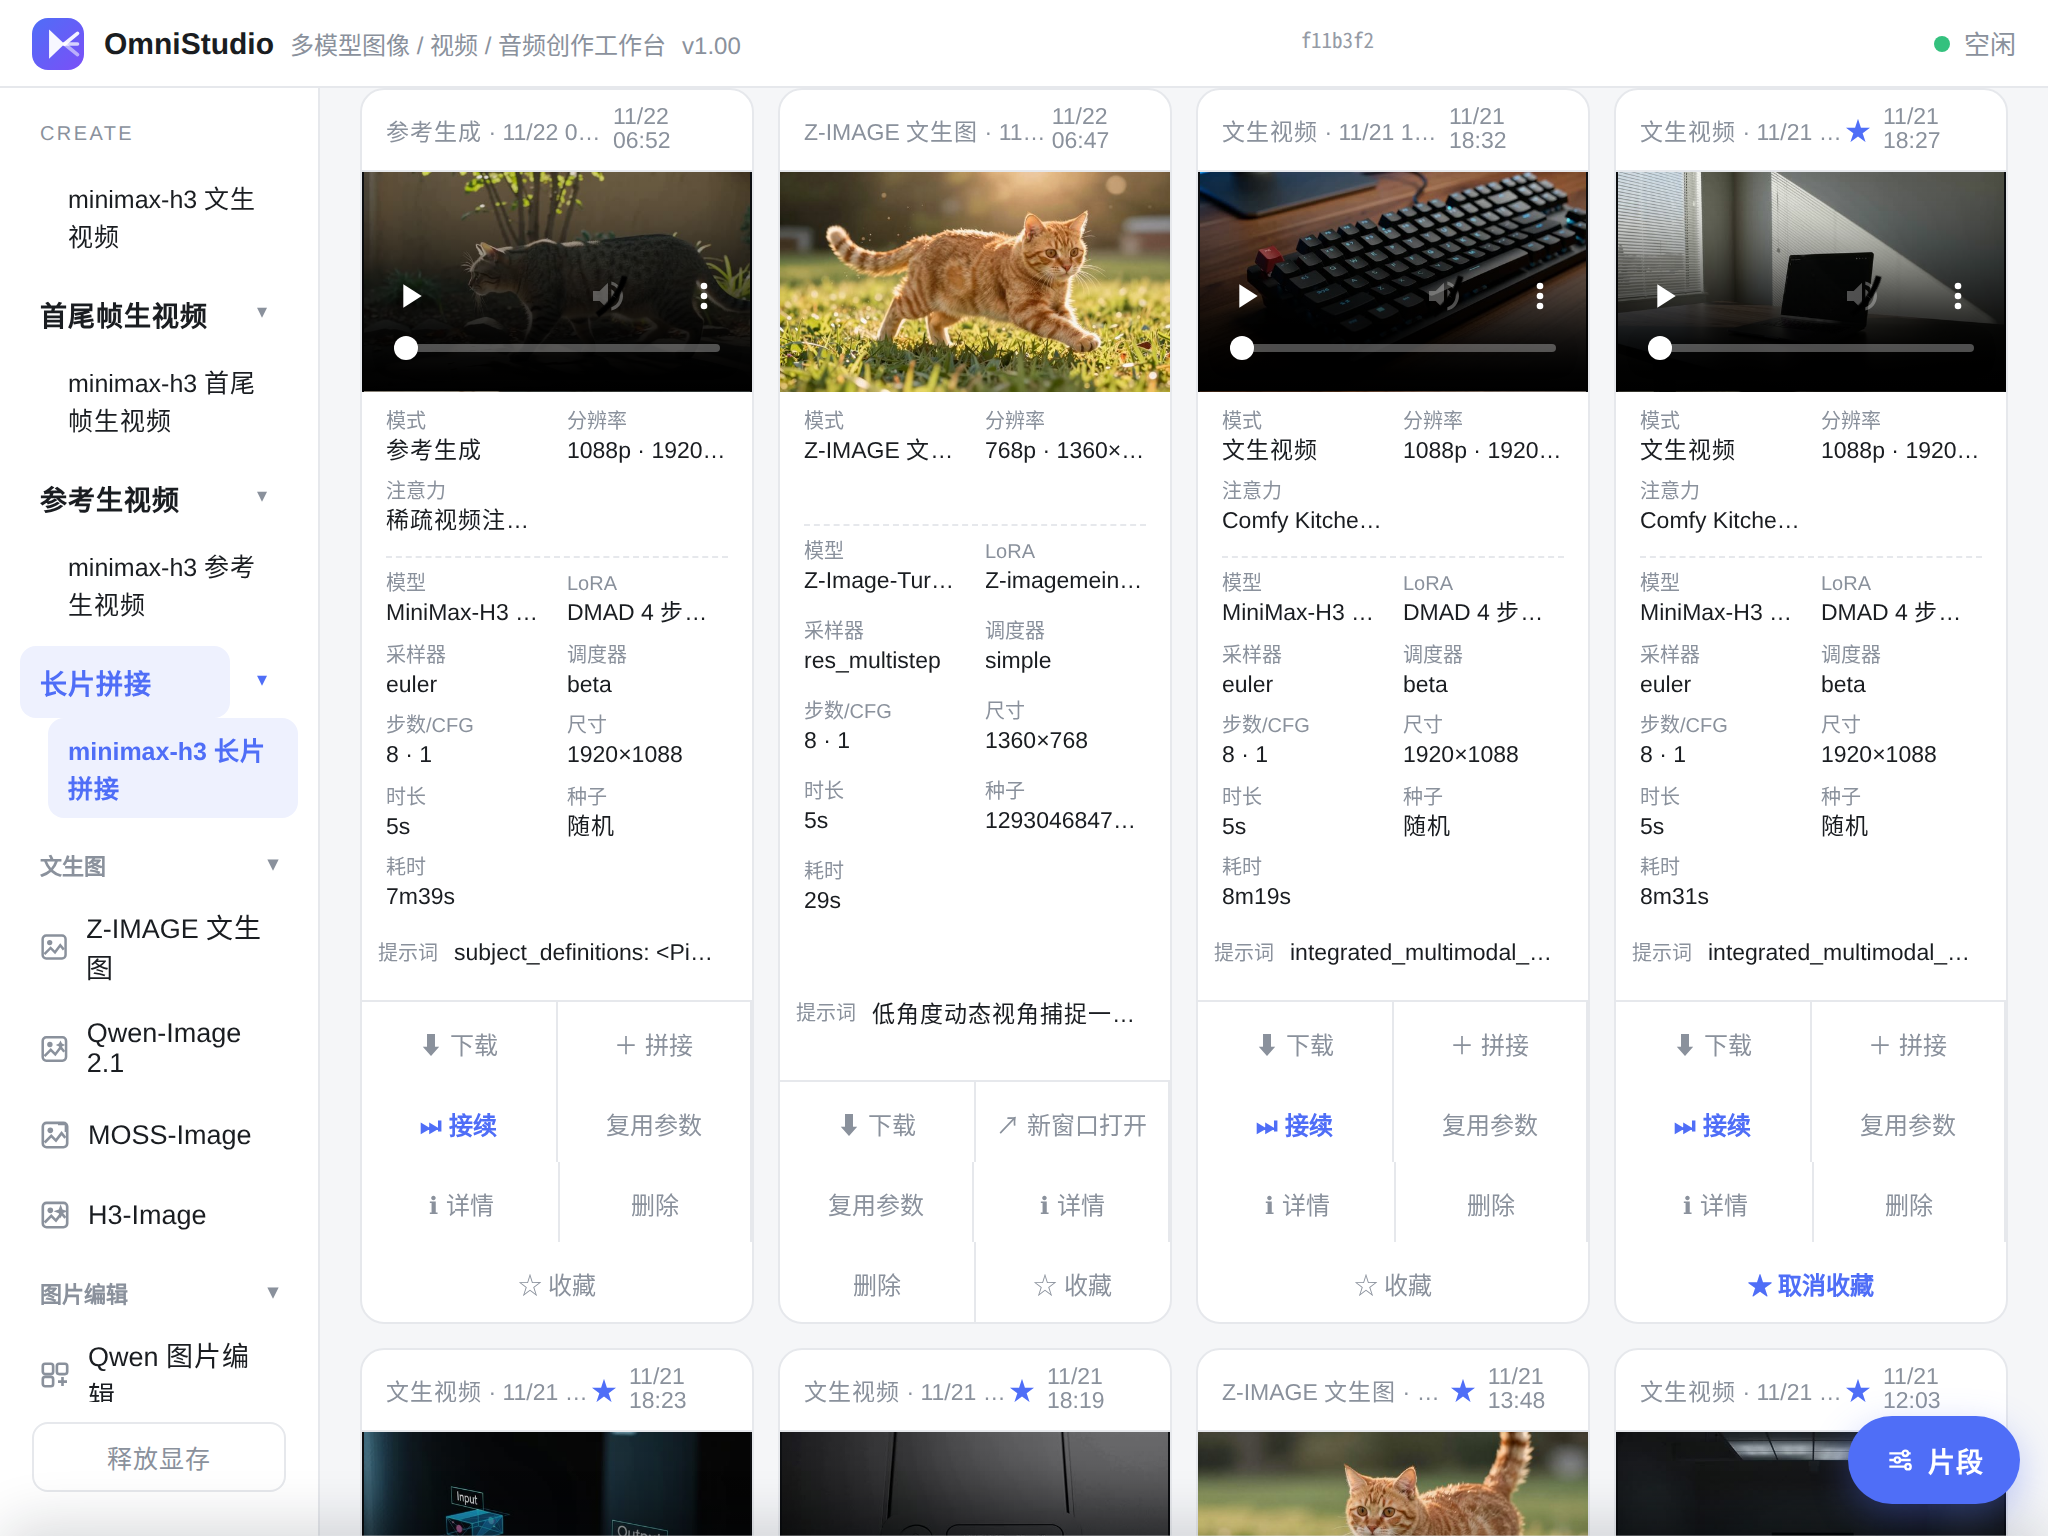 OmniStudio 多模型图像 / 视频 / 音频创作工作台 v1.00
f11b3f2
空闲
CREATE
minimax-h3 文生
视频
首尾帧生视频 ▼
minimax-h3 首尾
帧生视频
参考生视频 ▼
minimax-h3 参考
生视频
长片拼接 ▼
minimax-h3 长片
拼接
文生图 ▼
Z-IMAGE 文生
图
Qwen-Image
2.1
MOSS-Image
H3-Image
图片编辑 ▼
Qwen 图片编
辑
释放显存
参考生成 · 11/22 0…
11/22
06:52
模式
参考生成
分辨率
1088p · 1920…
注意力
稀疏视频注…
模型
MiniMax-H3 …
LoRA
DMAD 4 步…
采样器
euler
调度器
beta
步数/CFG
8 · 1
尺寸
1920×1088
时长
5s
种子
随机
耗时
7m39s
提示词 subject_definitions: <Pi…
⬇ 下载
＋ 拼接
⏭ 接续
复用参数
ℹ 详情
删除
☆ 收藏
Z-IMAGE 文生图 · 11…
11/22
06:47
模式
Z-IMAGE 文…
分辨率
768p · 1360×…
模型
Z-Image-Tur…
LoRA
Z-imagemein…
采样器
res_multistep
调度器
simple
步数/CFG
8 · 1
尺寸
1360×768
时长
5s
种子
1293046847…
耗时
29s
提示词 低角度动态视角捕捉一…
⬇ 下载
↗ 新窗口打开
复用参数
ℹ 详情
删除
☆ 收藏
文生视频 · 11/21 1…
11/21
18:32
模式
文生视频
分辨率
1088p · 1920…
注意力
Comfy Kitche…
模型
MiniMax-H3 …
LoRA
DMAD 4 步…
采样器
euler
调度器
beta
步数/CFG
8 · 1
尺寸
1920×1088
时长
5s
种子
随机
耗时
8m19s
提示词 integrated_multimodal_…
⬇ 下载
＋ 拼接
⏭ 接续
复用参数
ℹ 详情
删除
☆ 收藏
文生视频 · 11/21 … ★
11/21
18:27
模式
文生视频
分辨率
1088p · 1920…
注意力
Comfy Kitche…
模型
MiniMax-H3 …
LoRA
DMAD 4 步…
采样器
euler
调度器
beta
步数/CFG
8 · 1
尺寸
1920×1088
时长
5s
种子
随机
耗时
8m31s
提示词 integrated_multimodal_…
⬇ 下载
＋ 拼接
⏭ 接续
复用参数
ℹ 详情
删除
★ 取消收藏
文生视频 · 11/21 … ★
11/21
18:23
Input
Output
文生视频 · 11/21 … ★
11/21
18:19
Z-IMAGE 文生图 · … ★
11/21
13:48
文生视频 · 11/21 … ★
11/21
12:03
片段